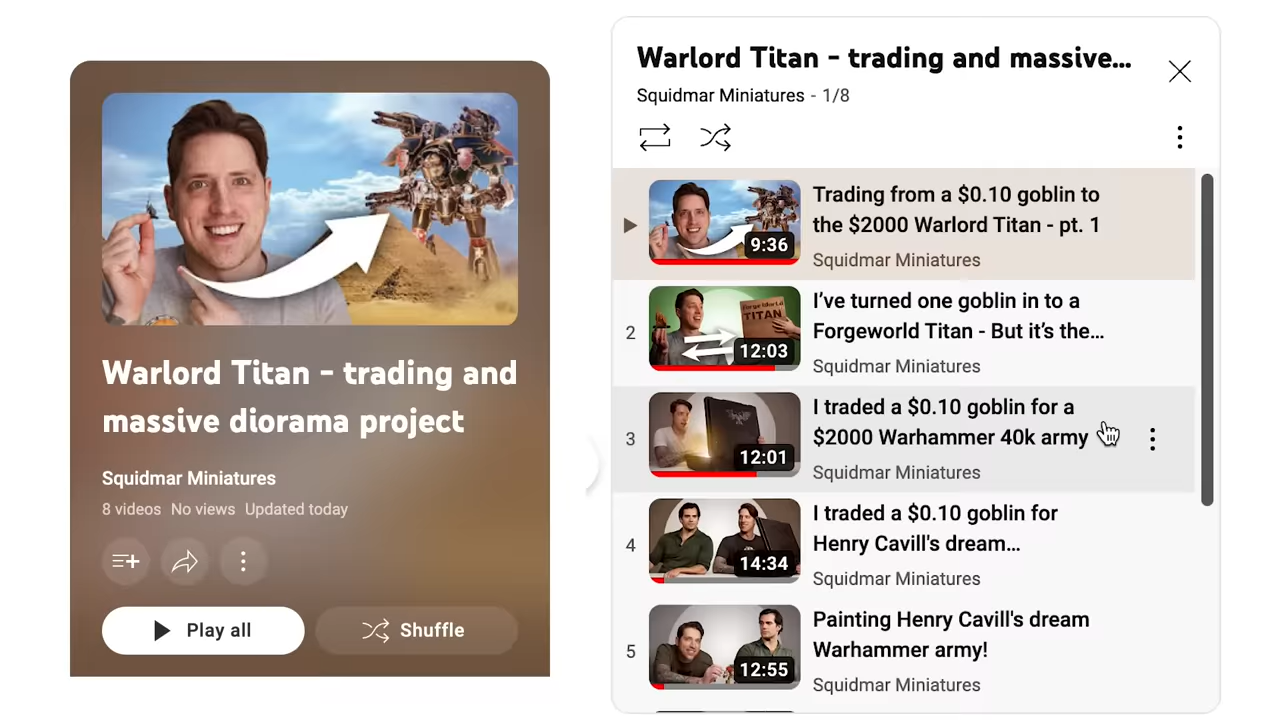 Warlord Titan - trading and
massive diorama project
Squidmar Miniatures
8 videos No views Updated today
Play all
Shuffle
Warlord Titan - trading and massive...
Squidmar Miniatures - 1/8
9:36
Trading from a $0.10 goblin to
the $2000 Warlord Titan - pt. 1
Squidmar Miniatures
2
Forge World
TITAN
12:03
I've turned one goblin in to a
Forgeworld Titan - But it's the...
Squidmar Miniatures
3
12:01
I traded a $0.10 goblin for a
$2000 Warhammer 40k army
Squidmar Miniatures
4
14:34
I traded a $0.10 goblin for
Henry Cavill's dream...
Squidmar Miniatures
5
12:55
Painting Henry Cavill's dream
Warhammer army!
Squidmar Miniatures